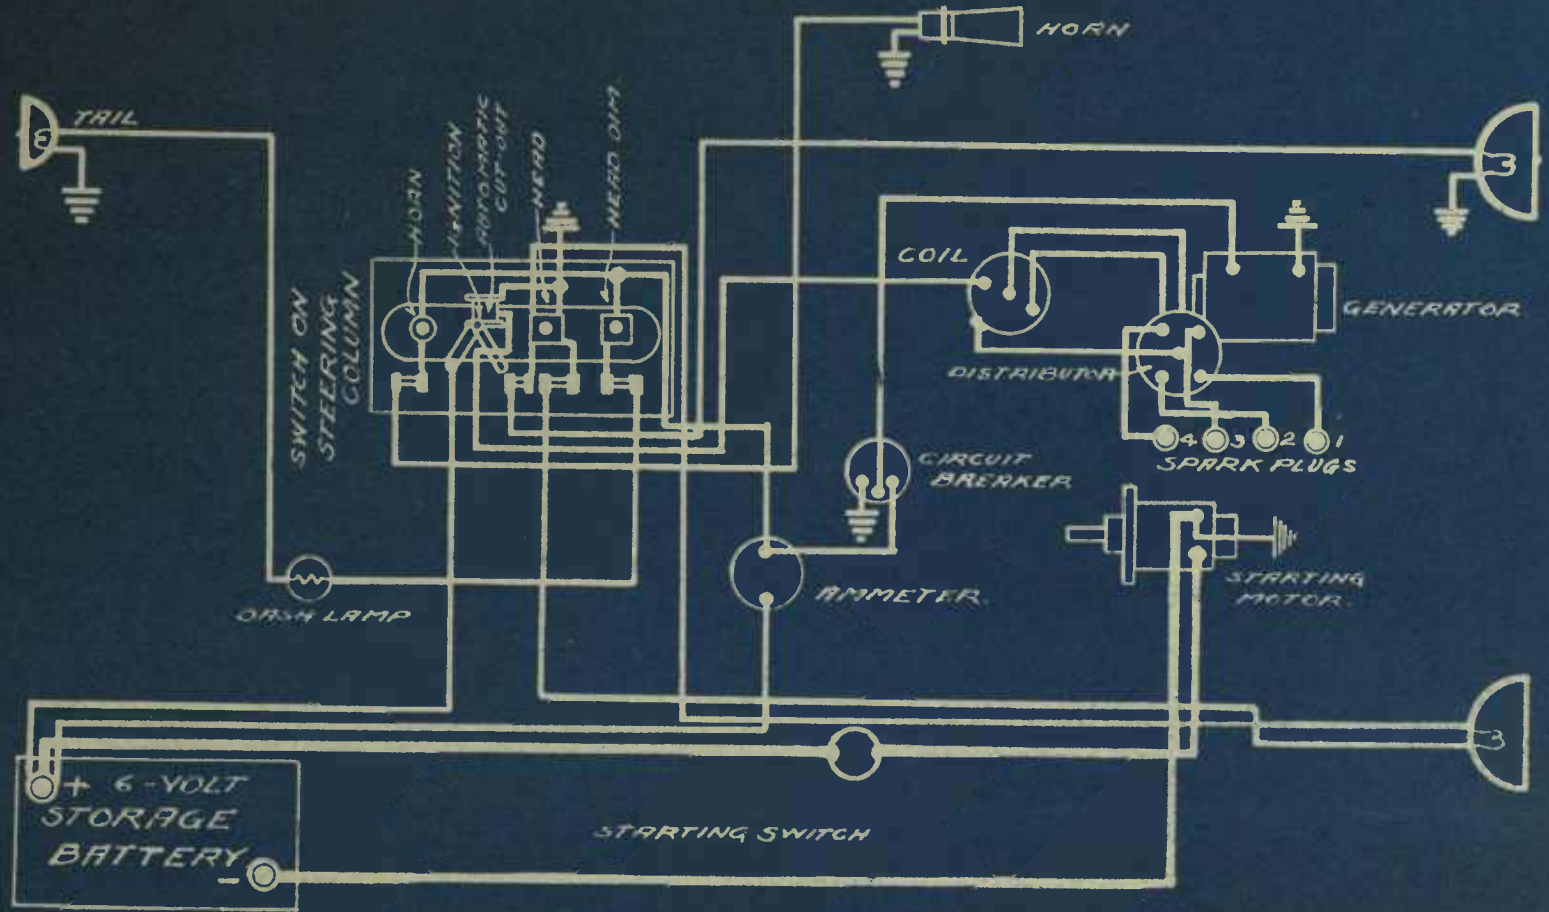 HORN
TAIL
HORN
IGNITION
AUTOMATIC
CUT-OUT
HEAD
HEAD DIM.
SWITCH ON
STEERING
COLUMN
COIL
GENERATOR
DISTRIBUTOR
4 3 2 1
SPARK PLUGS
CIRCUIT
BREAKER
AMMETER.
STARTING
MOTOR.
DASH LAMP
+ 6-VOLT
STORAGE
BATTERY
-
STARTING SWITCH